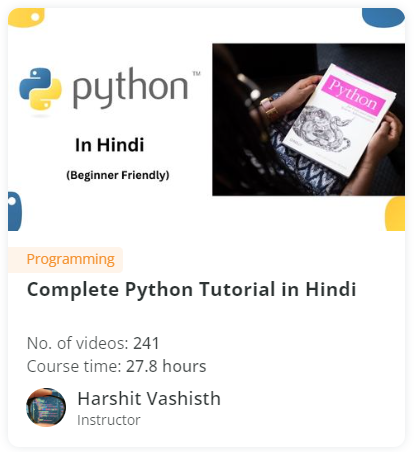 python™
In Hindi
(Beginner Friendly)
Python
Programming
Complete Python Tutorial in Hindi
No. of videos: 241
Course time: 27.8 hours
Harshit Vashisth
Instructor